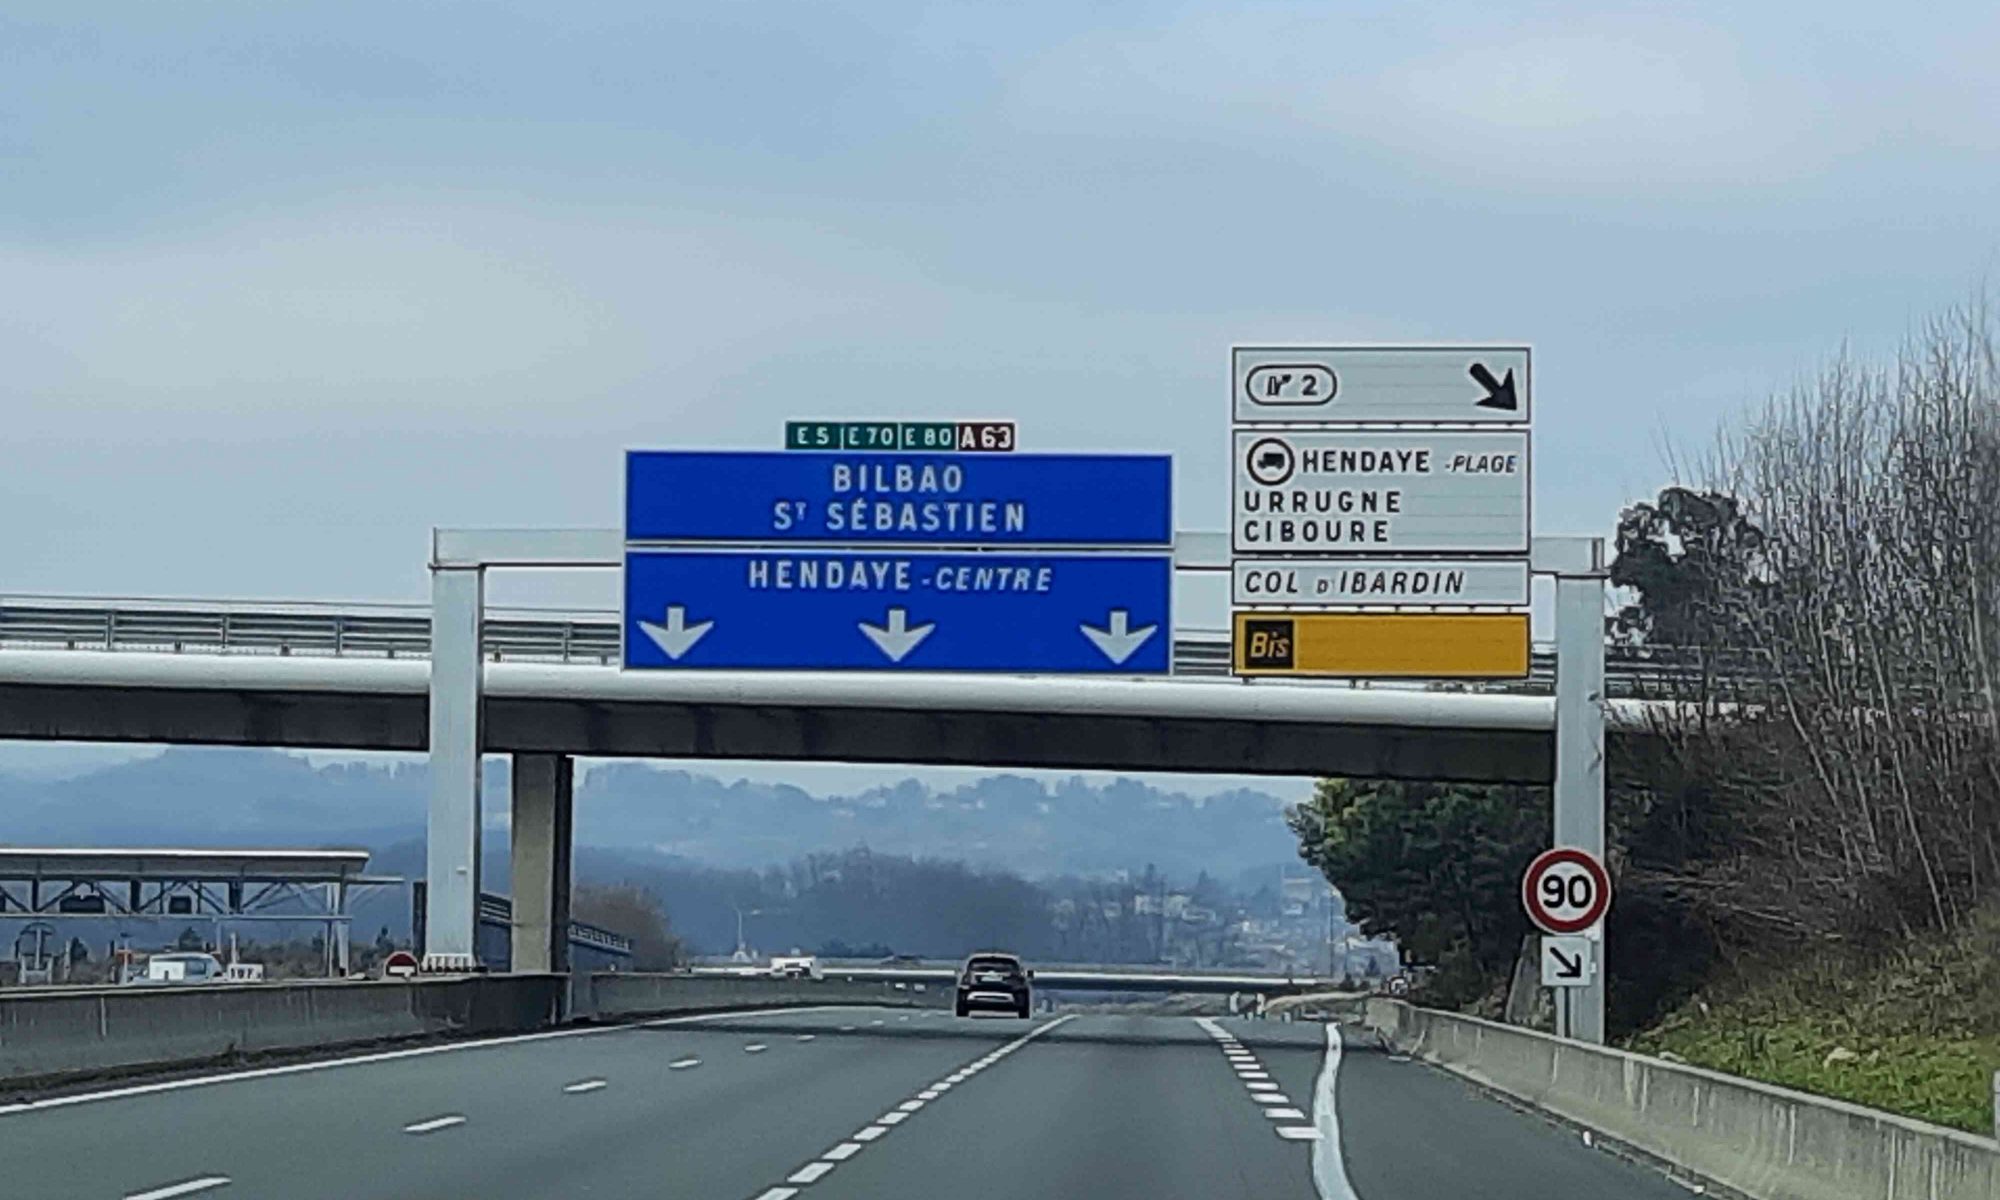 E 5 E 70 E 80 A 63
BILBAO
Sᵀ SÉBASTIEN
HENDAYE -CENTRE
2
HENDAYE -PLAGE
URRUGNE
CIBOURE
COL D'IBARDIN
Bis
90